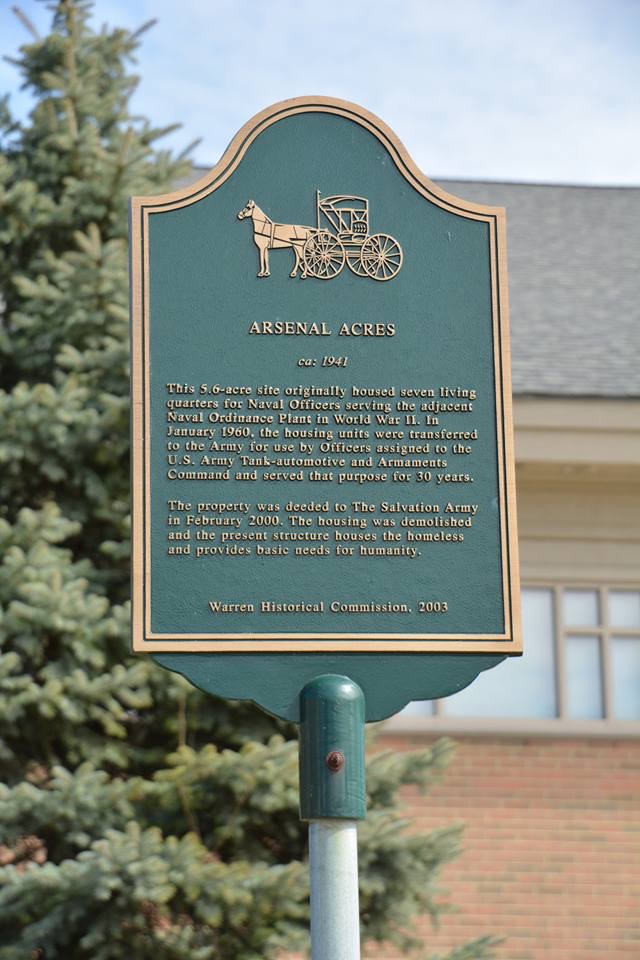 ARSENAL ACRES
ca: 1941
This 5.6-acre site originally housed seven living
quarters for Naval Officers serving the adjacent
Naval Ordinance Plant in World War II. In
January 1960, the housing units were transferred
to the Army for use by Officers assigned to the
U.S. Army Tank-automotive and Armaments
Command and served that purpose for 30 years.
The property was deeded to The Salvation Army
in February 2000. The housing was demolished
and the present structure houses the homeless
and provides basic needs for humanity.
Warren Historical Commission, 2003